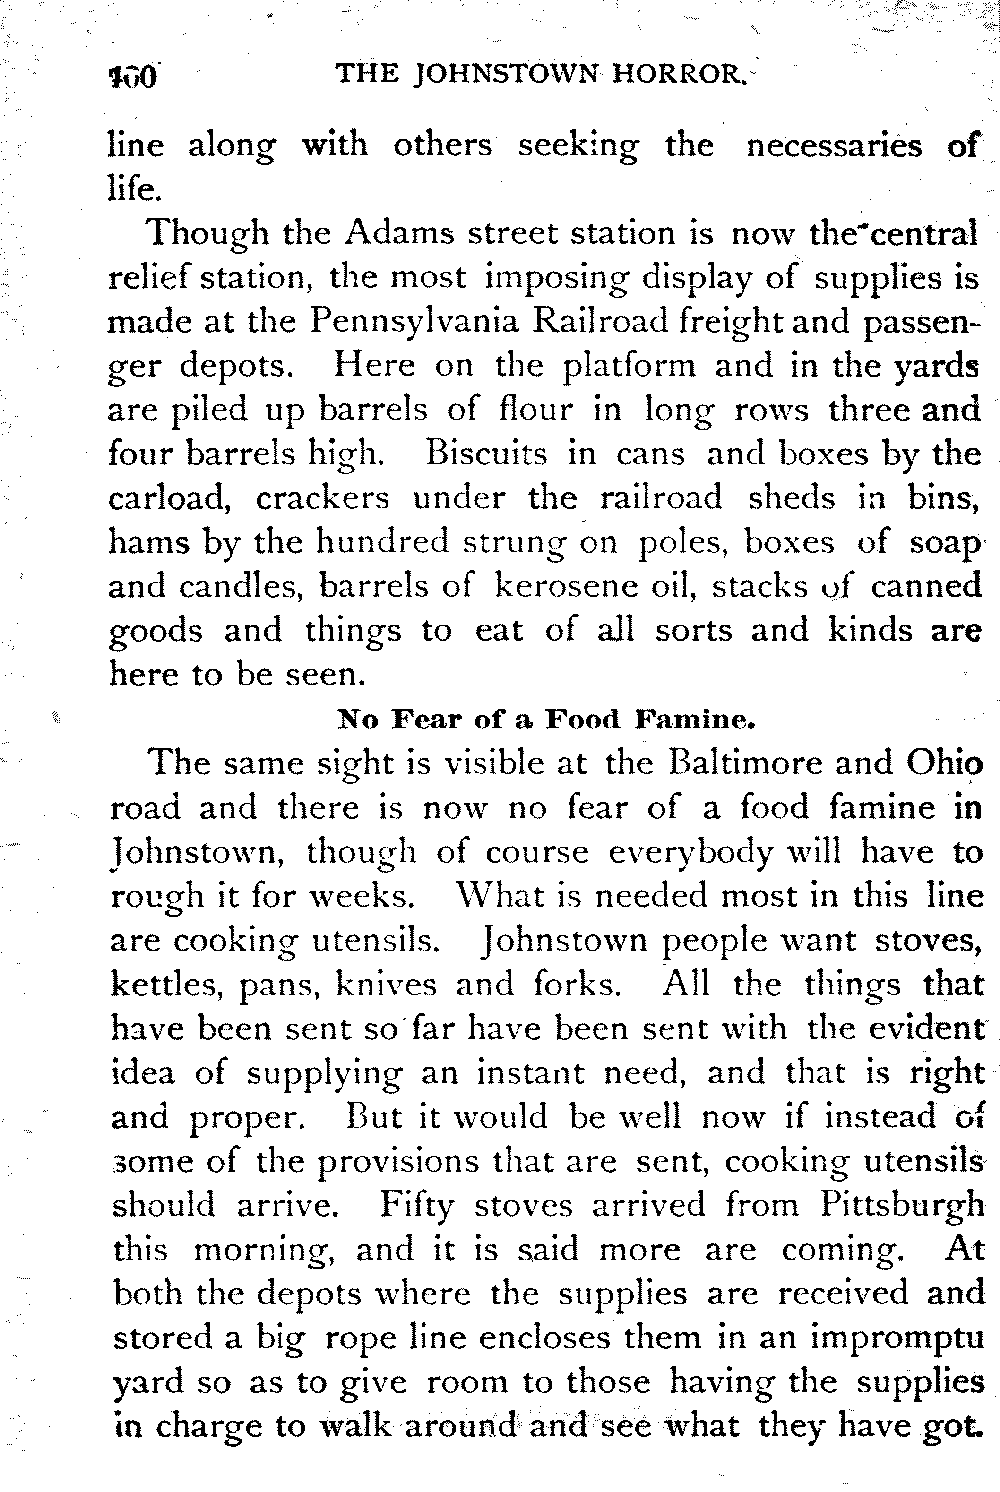 THE JOHNSTOWN HORROR.
line along with others seeking the necessaries of
life.
Though the Adams street station is now the central
relief station, the most imposing display of supplies is
made at the Pennsylvania Railroad freight and passen-
ger depots. Here on the platform and in the yards
are piled up barrels of flour in long rows three and
four barrels high. Biscuits in cans and boxes by the
carload, crackers under the railroad sheds in bins,
hams by the hundred strung on poles, boxes of soap
and candles, barrels of kerosene oil, stacks of canned
goods and things to eat of all sorts and kinds are
here to be seen.
No Fear of a Food Famine.
The same sight is visible at the Baltimore and Ohio
road and there is now no fear of a food famine in
Johnstown, though of course everybody will have to
rough it for weeks. What is needed most in this line
are cooking utensils. Johnstown people want stoves,
kettles, pans, knives and forks. All the things that
have been sent so far have been sent with the evident
idea of supplying an instant need, and that is right
and proper. But it would be well now if instead of
some of the provisions that are sent, cooking utensils
should arrive. Fifty stoves arrived from Pittsburgh
this morning, and it is said more are coming. At
both the depots where the supplies are received and
stored a big rope line encloses them in an impromptu
yard so as to give room to those having the supplies
in charge to walk around and see what they have got.